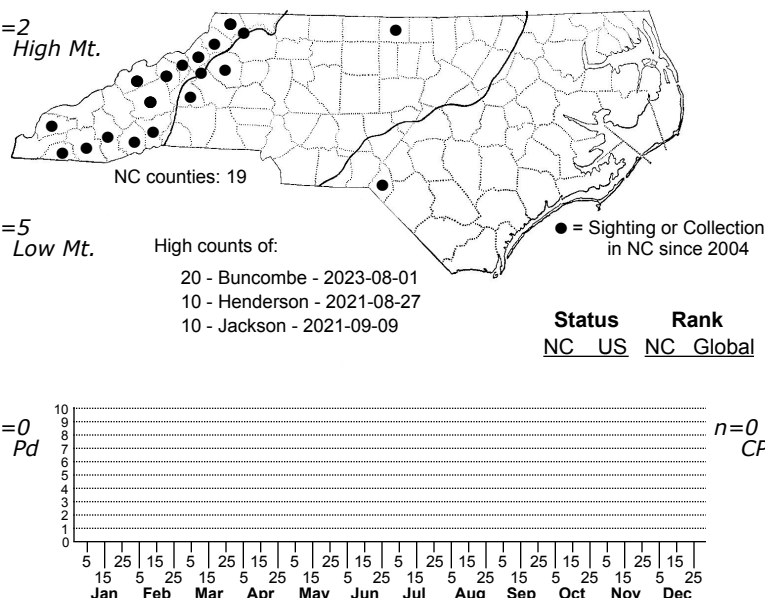 =2
High Mt.
NC counties: 19
=5
Low Mt.
High counts of:
20 - Buncombe - 2023-08-01
10 - Henderson - 2021-08-27
10 - Jackson - 2021-09-09
● = Sighting or Collection
in NC since 2004
Status Rank
NC US NC Global
=0
Pd
n=0
CP
10
9
8
7
6
5
4
3
2
1
0
5 25 15 5 25 15 5 25 15 5 25 15 5 25 15 5 25 15
15 5 25 15 5 25 15 5 25 15 5 25 15 5 25 15 5 25
Jan Feb Mar Apr May Jun Jul Aug Sep Oct Nov Dec